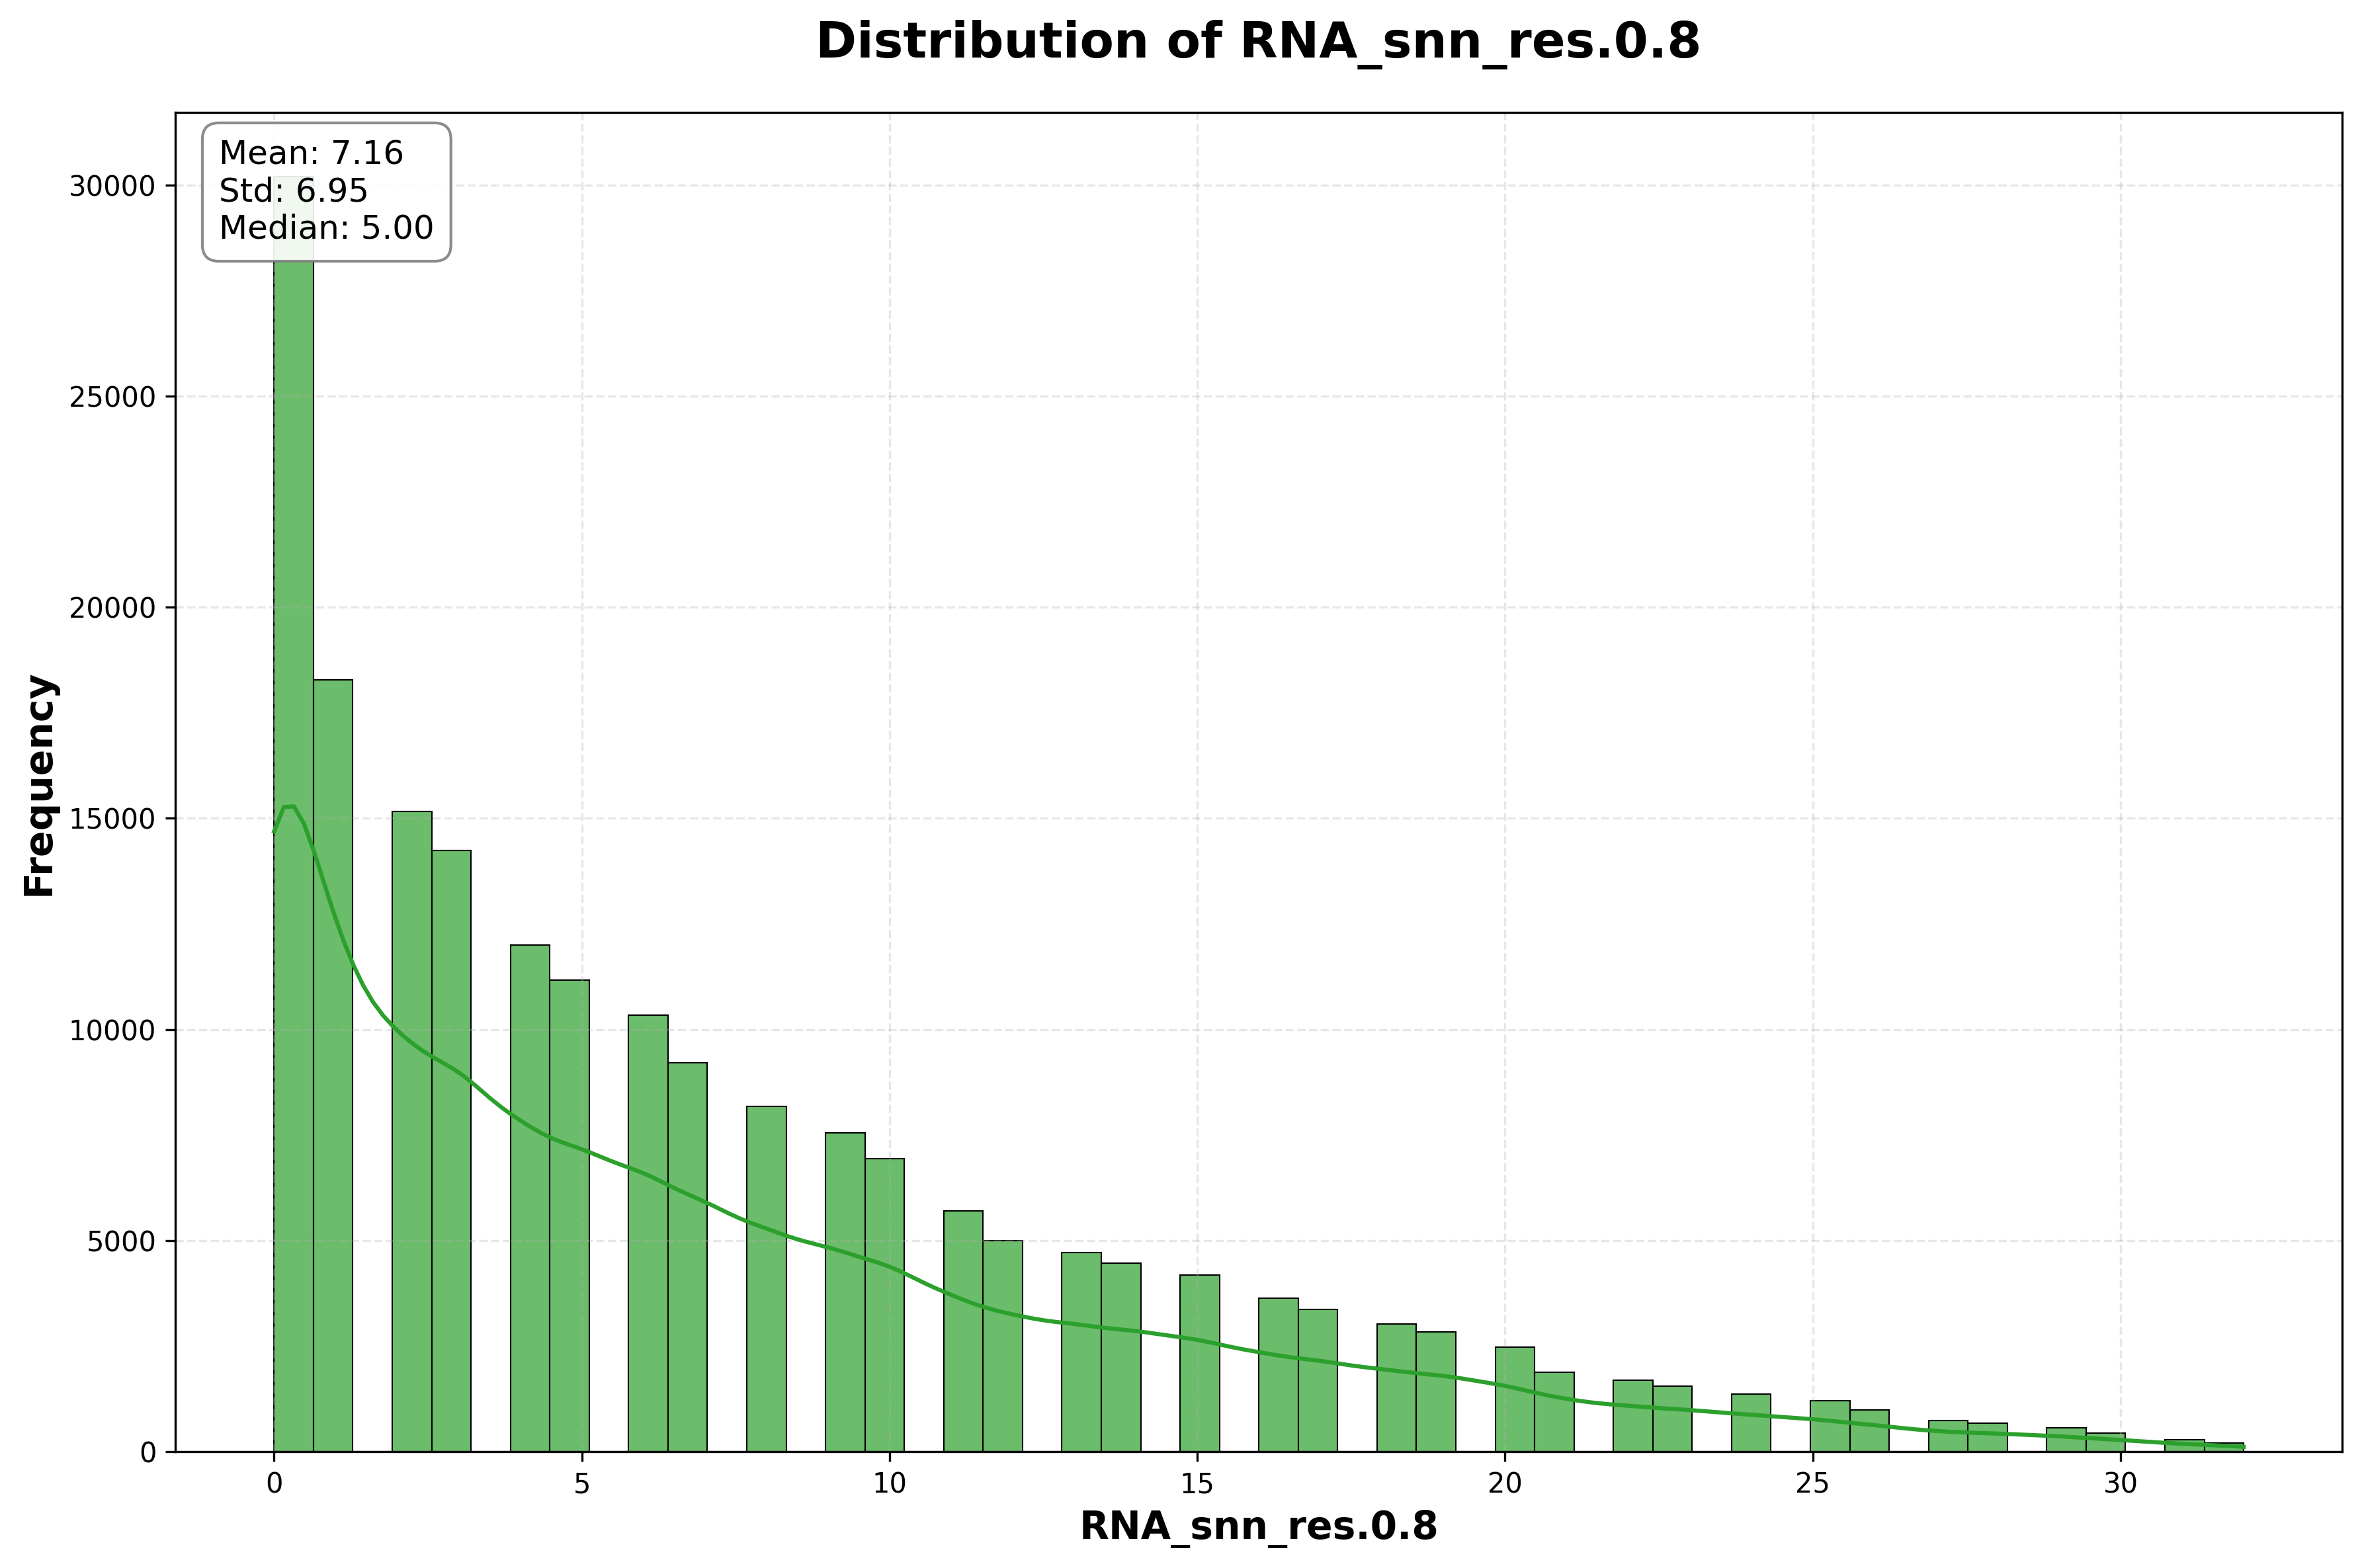 Distribution of RNA_snn_res.0.8
Mean: 7.16
Std: 6.95
Median: 5.00
30000
25000
20000
15000
10000
5000
0
Frequency
0 5 10 15 20 25 30
RNA_snn_res.0.8